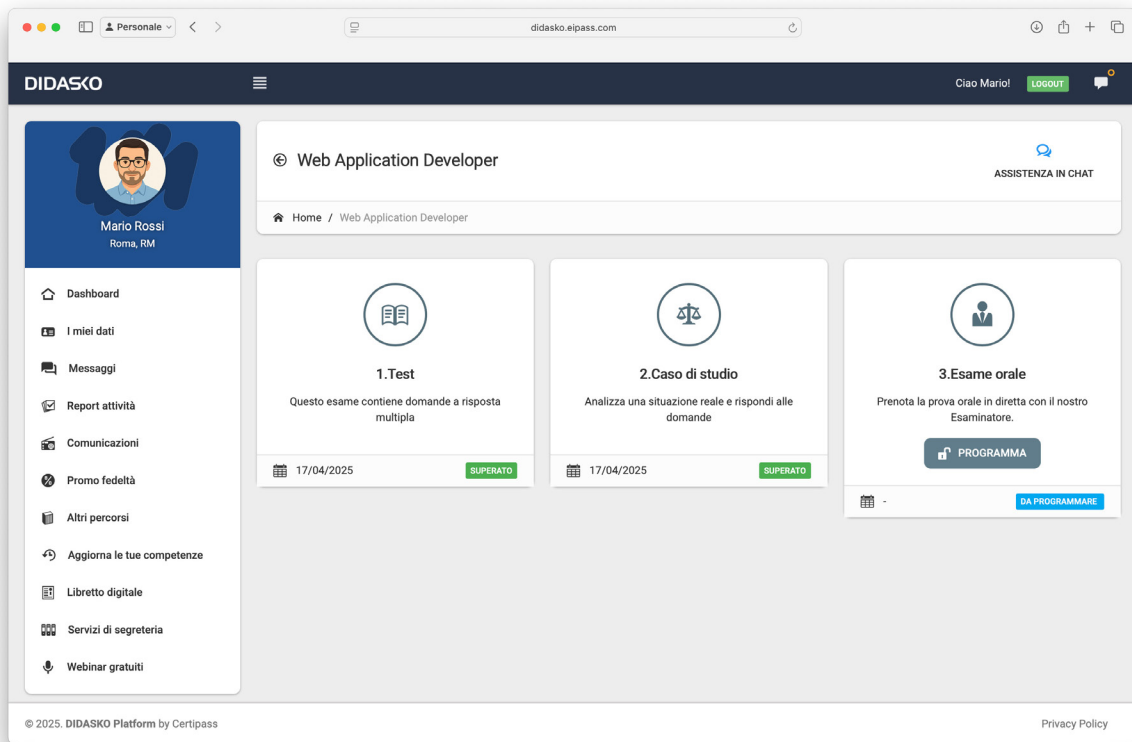 Personale
didasko.eipass.com
DIDASKO
Ciao Mario!
LOGOUT
Mario Rossi
Roma, RM
Dashboard
I miei dati
Messaggi
Report attività
Comunicazioni
Promo fedeltà
Altri percorsi
Aggiorna le tue competenze
Libretto digitale
Servizi di segreteria
Webinar gratuiti
Web Application Developer
ASSISTENZA IN CHAT
Home / Web Application Developer
1.Test
Questo esame contiene domande a risposta
multipla
17/04/2025
SUPERATO
2.Caso di studio
Analizza una situazione reale e rispondi alle
domande
17/04/2025
SUPERATO
3.Esame orale
Prenota la prova orale in diretta con il nostro
Esaminatore.
PROGRAMMA
-
DA PROGRAMMARE
© 2025. DIDASKO Platform by Certipass
Privacy Policy